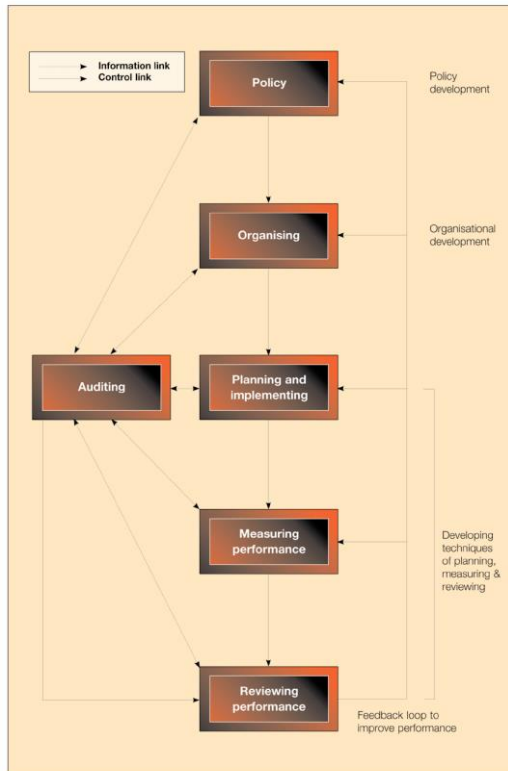 Information link
Control link
Policy
Policy
development
Organising
Organisational
development
Auditing
Planning and
implementing
Measuring
performance
Developing
techniques
of planning,
measuring &
reviewing
Reviewing
performance
Feedback loop to
improve performance